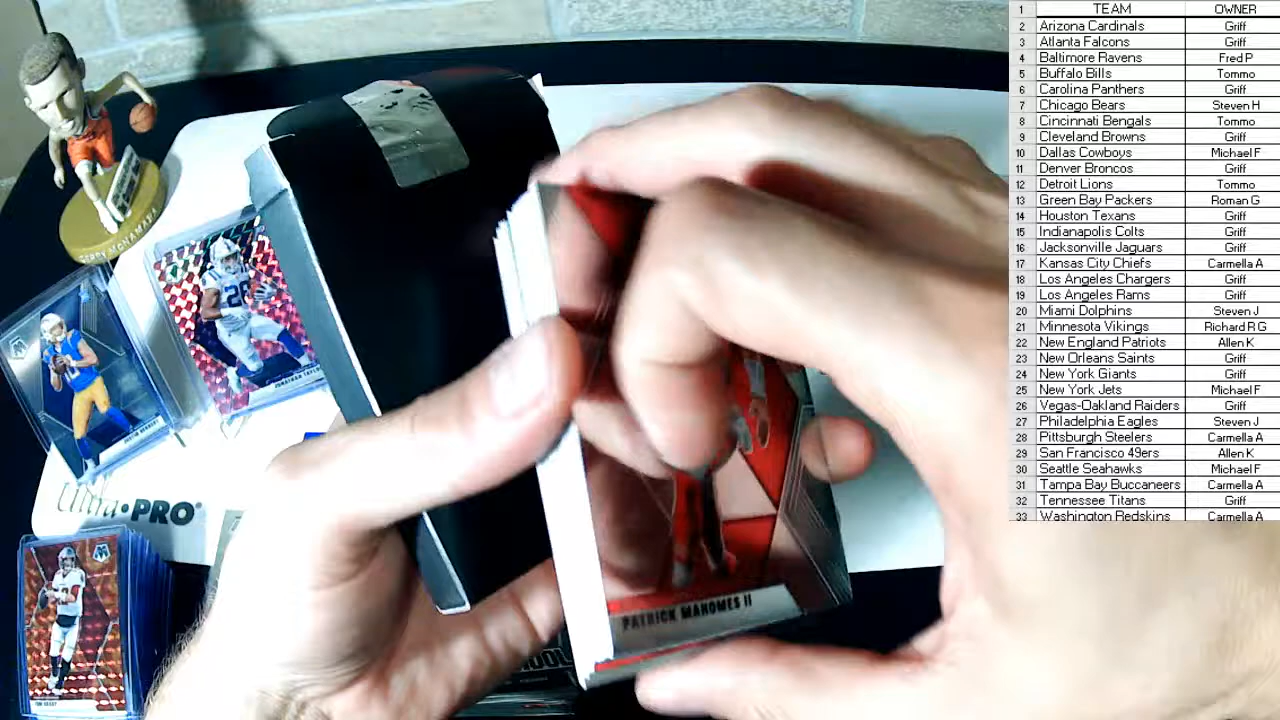 1 TEAM OWNER
2 Arizona Cardinals Griff
3 Atlanta Falcons Griff
4 Baltimore Ravens Fred P
5 Buffalo Bills Tommo
6 Carolina Panthers Griff
7 Chicago Bears Steven H
8 Cincinnati Bengals Tommo
9 Cleveland Browns Griff
10 Dallas Cowboys Michael F
11 Denver Broncos Griff
12 Detroit Lions Tommo
13 Green Bay Packers Roman G
14 Houston Texans Griff
15 Indianapolis Colts Griff
16 Jacksonville Jaguars Griff
17 Kansas City Chiefs Carmella A
18 Los Angeles Chargers Griff
19 Los Angeles Rams Griff
20 Miami Dolphins Steven J
21 Minnesota Vikings Richard R G
22 New England Patriots Allen K
23 New Orleans Saints Griff
24 New York Giants Griff
25 New York Jets Michael F
26 Vegas-Oakland Raiders Griff
27 Philadelphia Eagles Steven J
28 Pittsburgh Steelers Carmella A
29 San Francisco 49ers Allen K
30 Seattle Seahawks Michael F
31 Tampa Bay Buccaneers Carmella A
32 Tennessee Titans Griff
33 Washington Redskins Carmella A
28
JONATHAN TAYLOR
JUSTIN HERBERT
Ultra·PRO®
TOM BRADY
PATRICK MAHOMES II